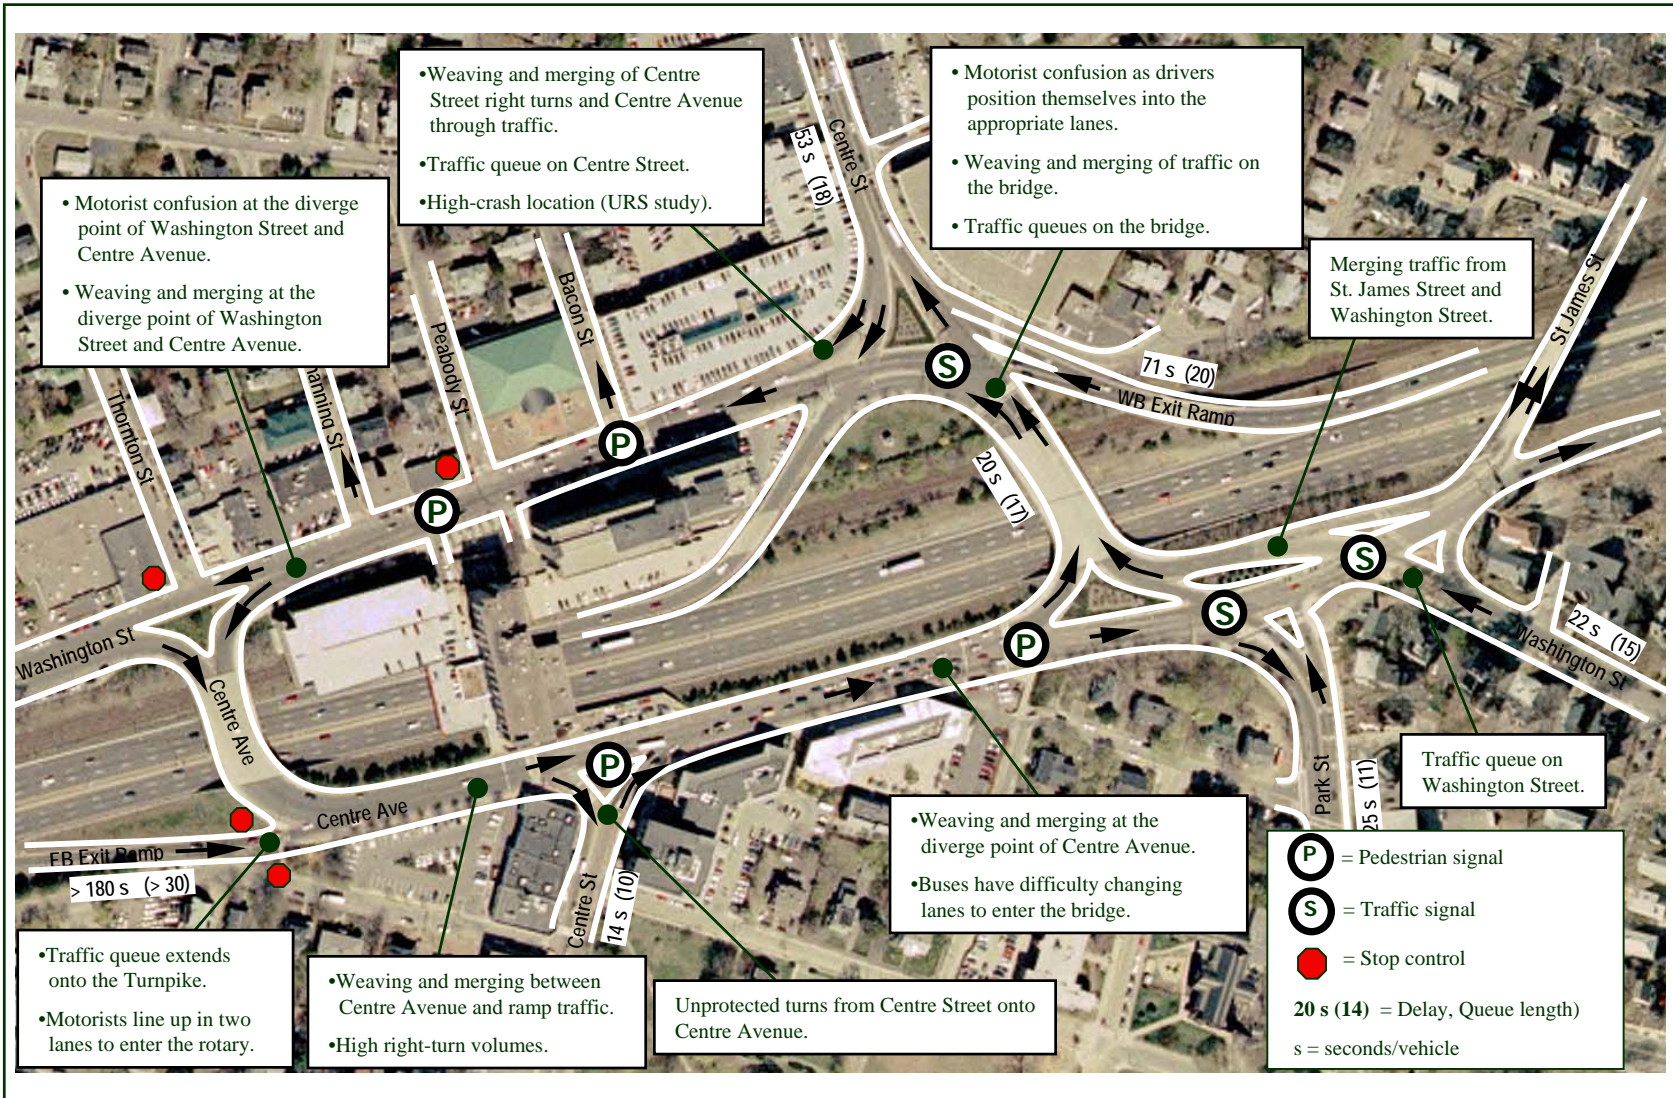 •Weaving and merging of Centre
Street right turns and Centre Avenue
through traffic.
•Traffic queue on Centre Street.
•High-crash location (URS study).
• Motorist confusion as drivers
position themselves into the
appropriate lanes.
• Weaving and merging of traffic on
the bridge.
• Traffic queues on the bridge.
• Motorist confusion at the diverge
point of Washington Street and
Centre Avenue.
• Weaving and merging at the
diverge point of Washington
Street and Centre Avenue.
Merging traffic from
St. James Street and
Washington Street.
53 s (18)
Centre St
St James St
Bacon St
Peabody St
hanning St
Thornton St
S
71 s (20)
WB Exit Ramp
P
P
20 s (17)
S
S
P
22 s (15)
Washington St
Washington St
Centre Ave
P
Park St
25 s (11)
Traffic queue on
Washington Street.
Centre Ave
EB Exit Ramp
> 180 s (> 30)
Centre St
14 s (10)
•Weaving and merging at the
diverge point of Centre Avenue.
•Buses have difficulty changing
lanes to enter the bridge.
•Traffic queue extends
onto the Turnpike.
•Motorists line up in two
lanes to enter the rotary.
•Weaving and merging between
Centre Avenue and ramp traffic.
•High right-turn volumes.
Unprotected turns from Centre Street onto
Centre Avenue.
P = Pedestrian signal
S = Traffic signal
= Stop control
20 s (14) = Delay, Queue length)
s = seconds/vehicle